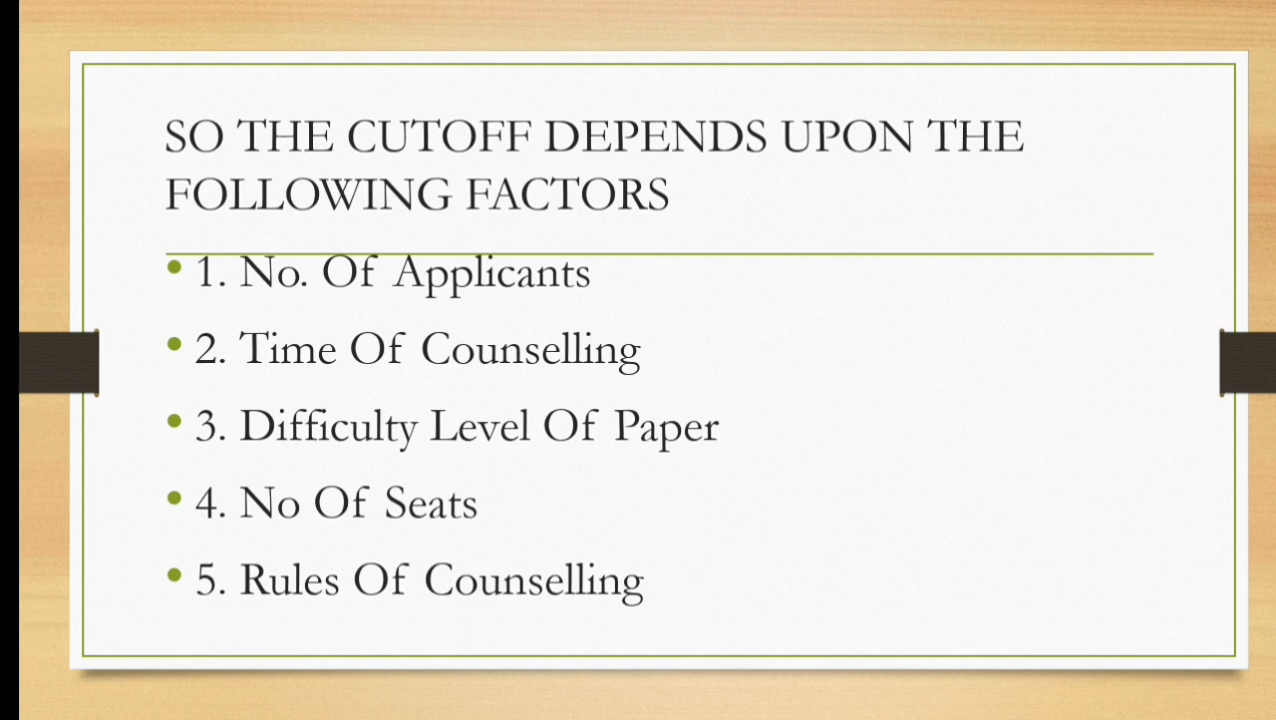 SO THE CUTOFF DEPENDS UPON THE
FOLLOWING FACTORS
• 1. No. Of Applicants
• 2. Time Of Counselling
• 3. Difficulty Level Of Paper
• 4. No Of Seats
• 5. Rules Of Counselling